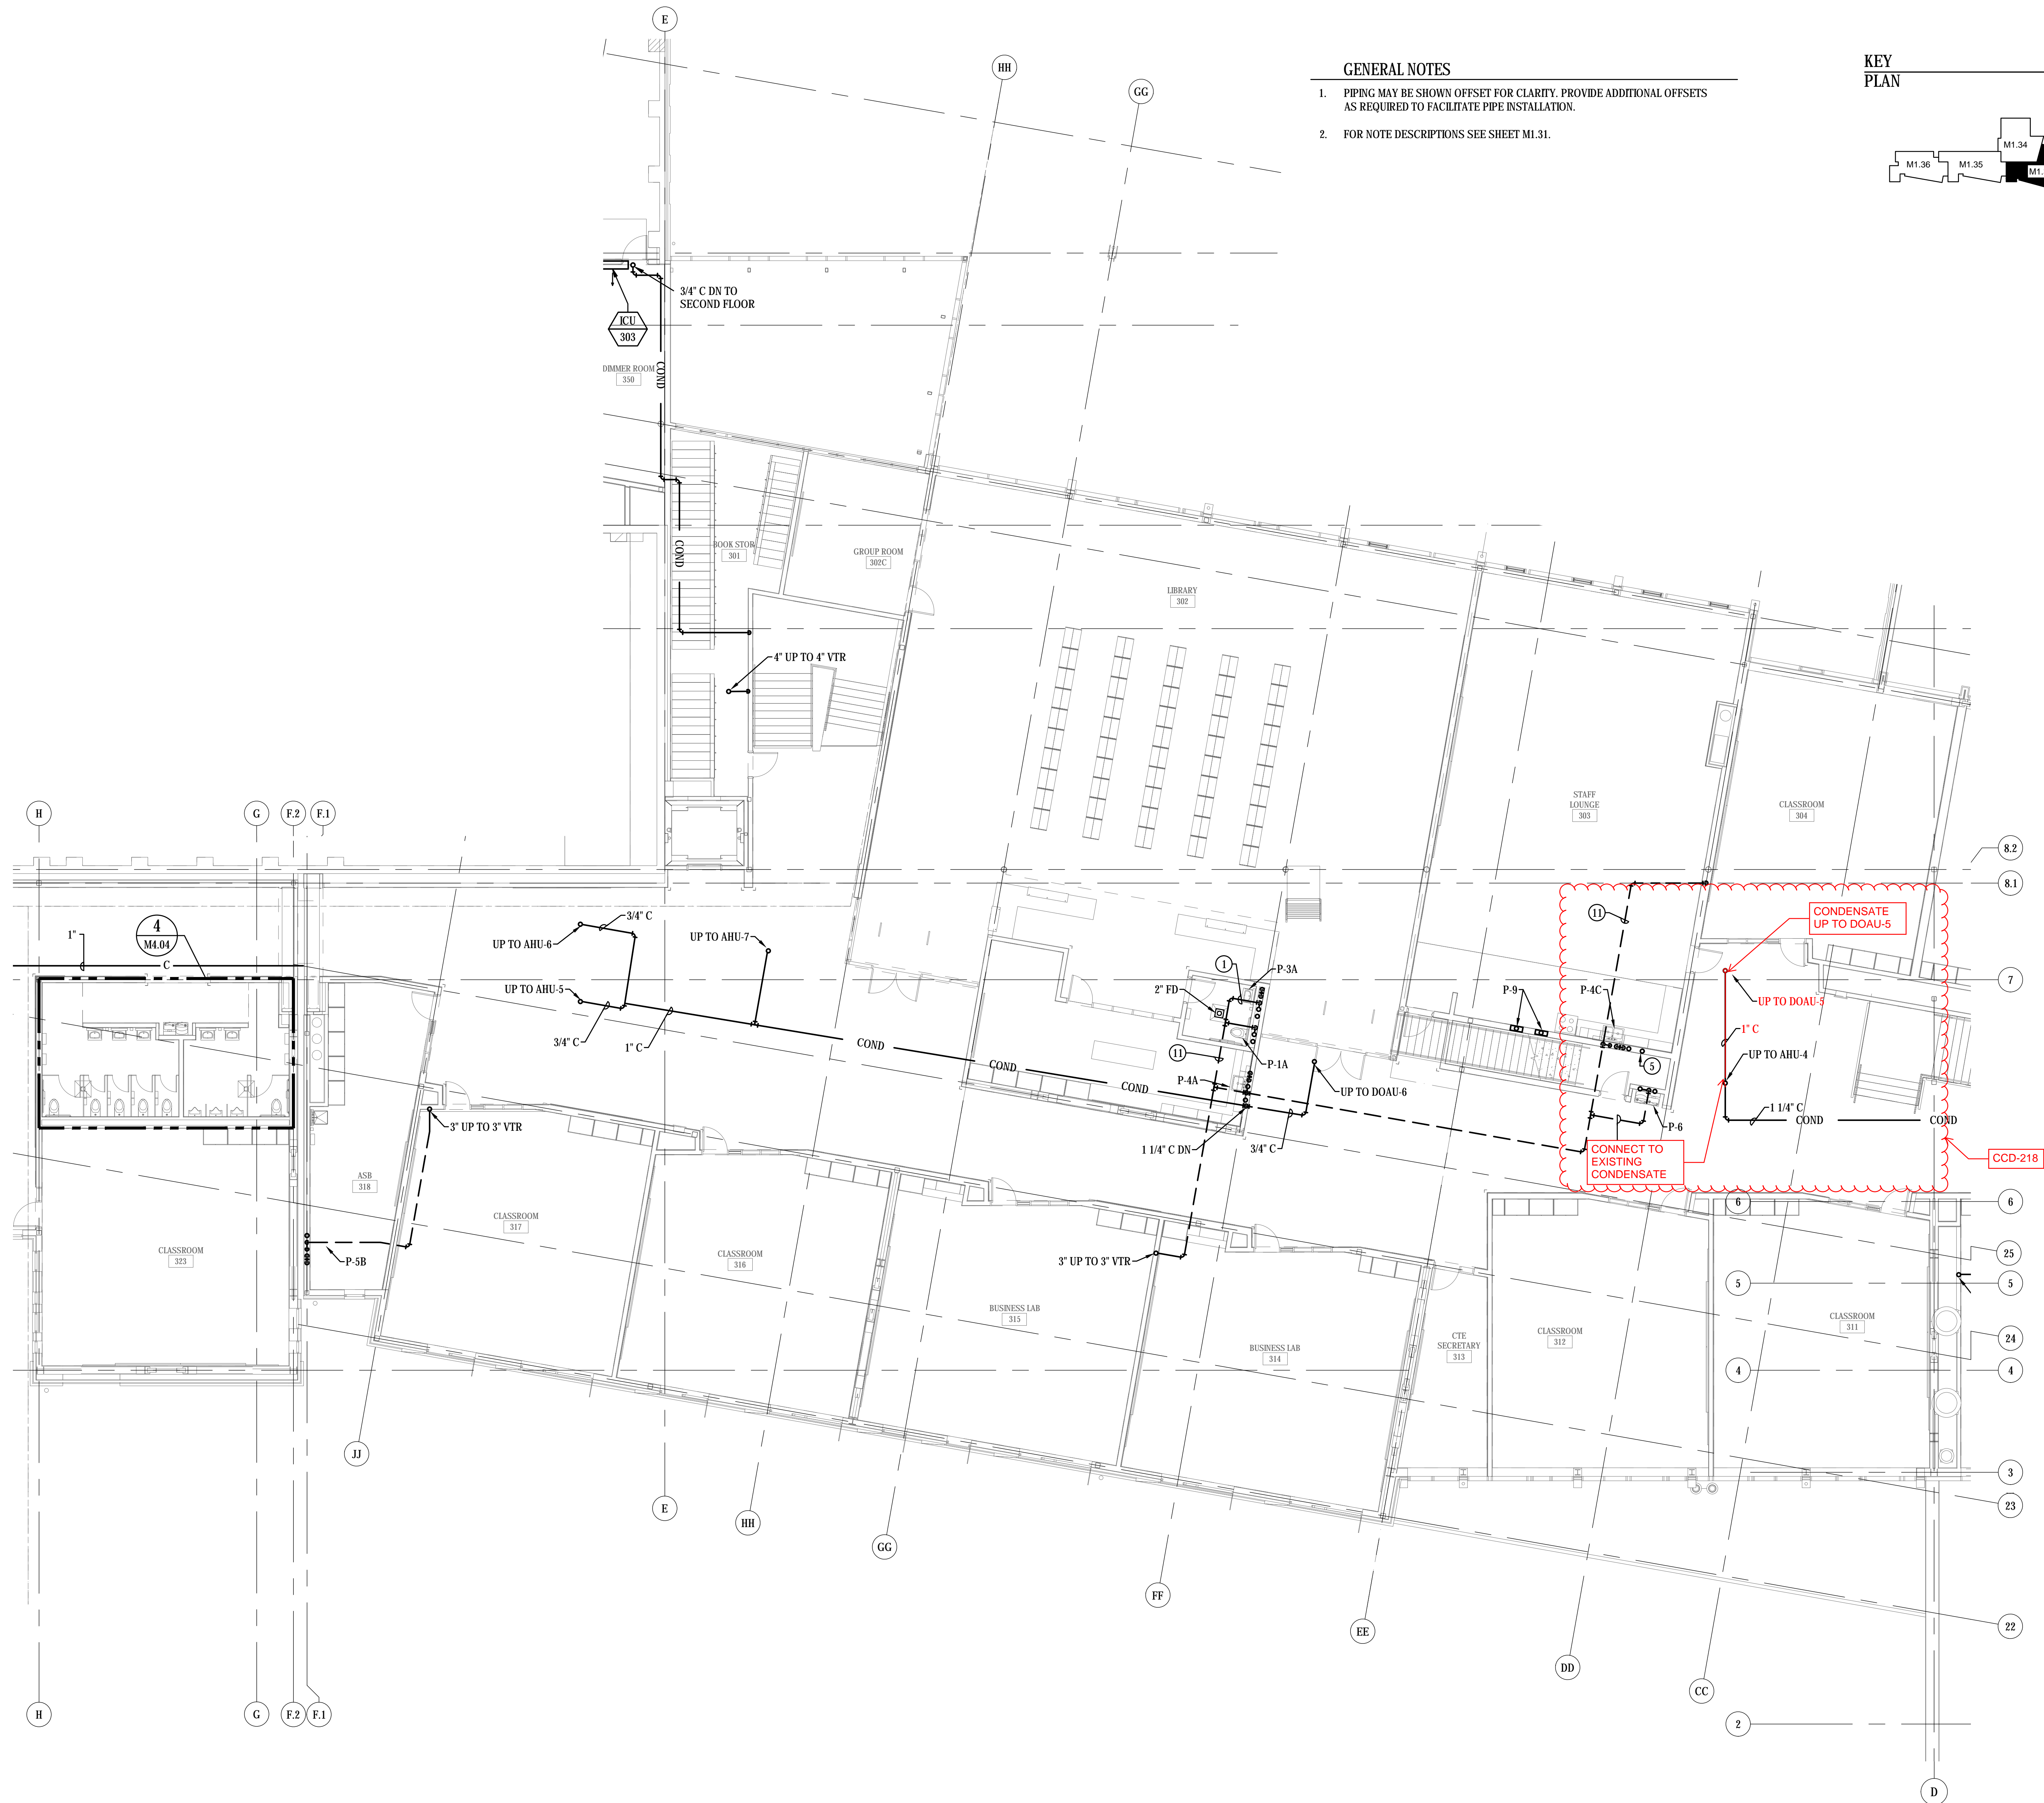 E
HH
GG
GENERAL NOTES
1. PIPING MAY BE SHOWN OFFSET FOR CLARITY. PROVIDE ADDITIONAL OFFSETS
AS REQUIRED TO FACILITATE PIPE INSTALLATION.
2. FOR NOTE DESCRIPTIONS SEE SHEET M1.31.
KEY
PLAN
M1.34
M1.36
M1.35
M1.
3/4" C DN TO
SECOND FLOOR
ICU
303
DIMMER ROOM
350
COND
COND
BOOK STOR
301
GROUP ROOM
302C
LIBRARY
302
4" UP TO 4" VTR
STAFF
LOUNGE
303
CLASSROOM
304
H
G
F.2
F.1
8.2
8.1
7
4
M4.04
1"
C
UP TO AHU-6
3/4" C
UP TO AHU-7
UP TO AHU-5
3/4" C
1" C
COND
COND
COND
1
P-3A
2" FD
11
P-1A
P-4A
UP TO DOAU-6
1 1/4" C DN
3/4" C
11
P-9
P-4C
5
P-6
CONDENSATE
UP TO DOAU-5
UP TO DOAU-5
1" C
UP TO AHU-4
1 1/4" C
COND
COND
CONNECT TO
EXISTING
CONDENSATE
CCD-218
3" UP TO 3" VTR
ASB
318
CLASSROOM
317
CLASSROOM
323
P-5B
CLASSROOM
316
3" UP TO 3" VTR
BUSINESS LAB
315
BUSINESS LAB
314
CTE
SECRETARY
313
CLASSROOM
312
CLASSROOM
311
6
6
25
5
5
24
4
4
3
23
22
2
JJ
E
HH
GG
FF
EE
DD
CC
H
G
F.2
F.1
D